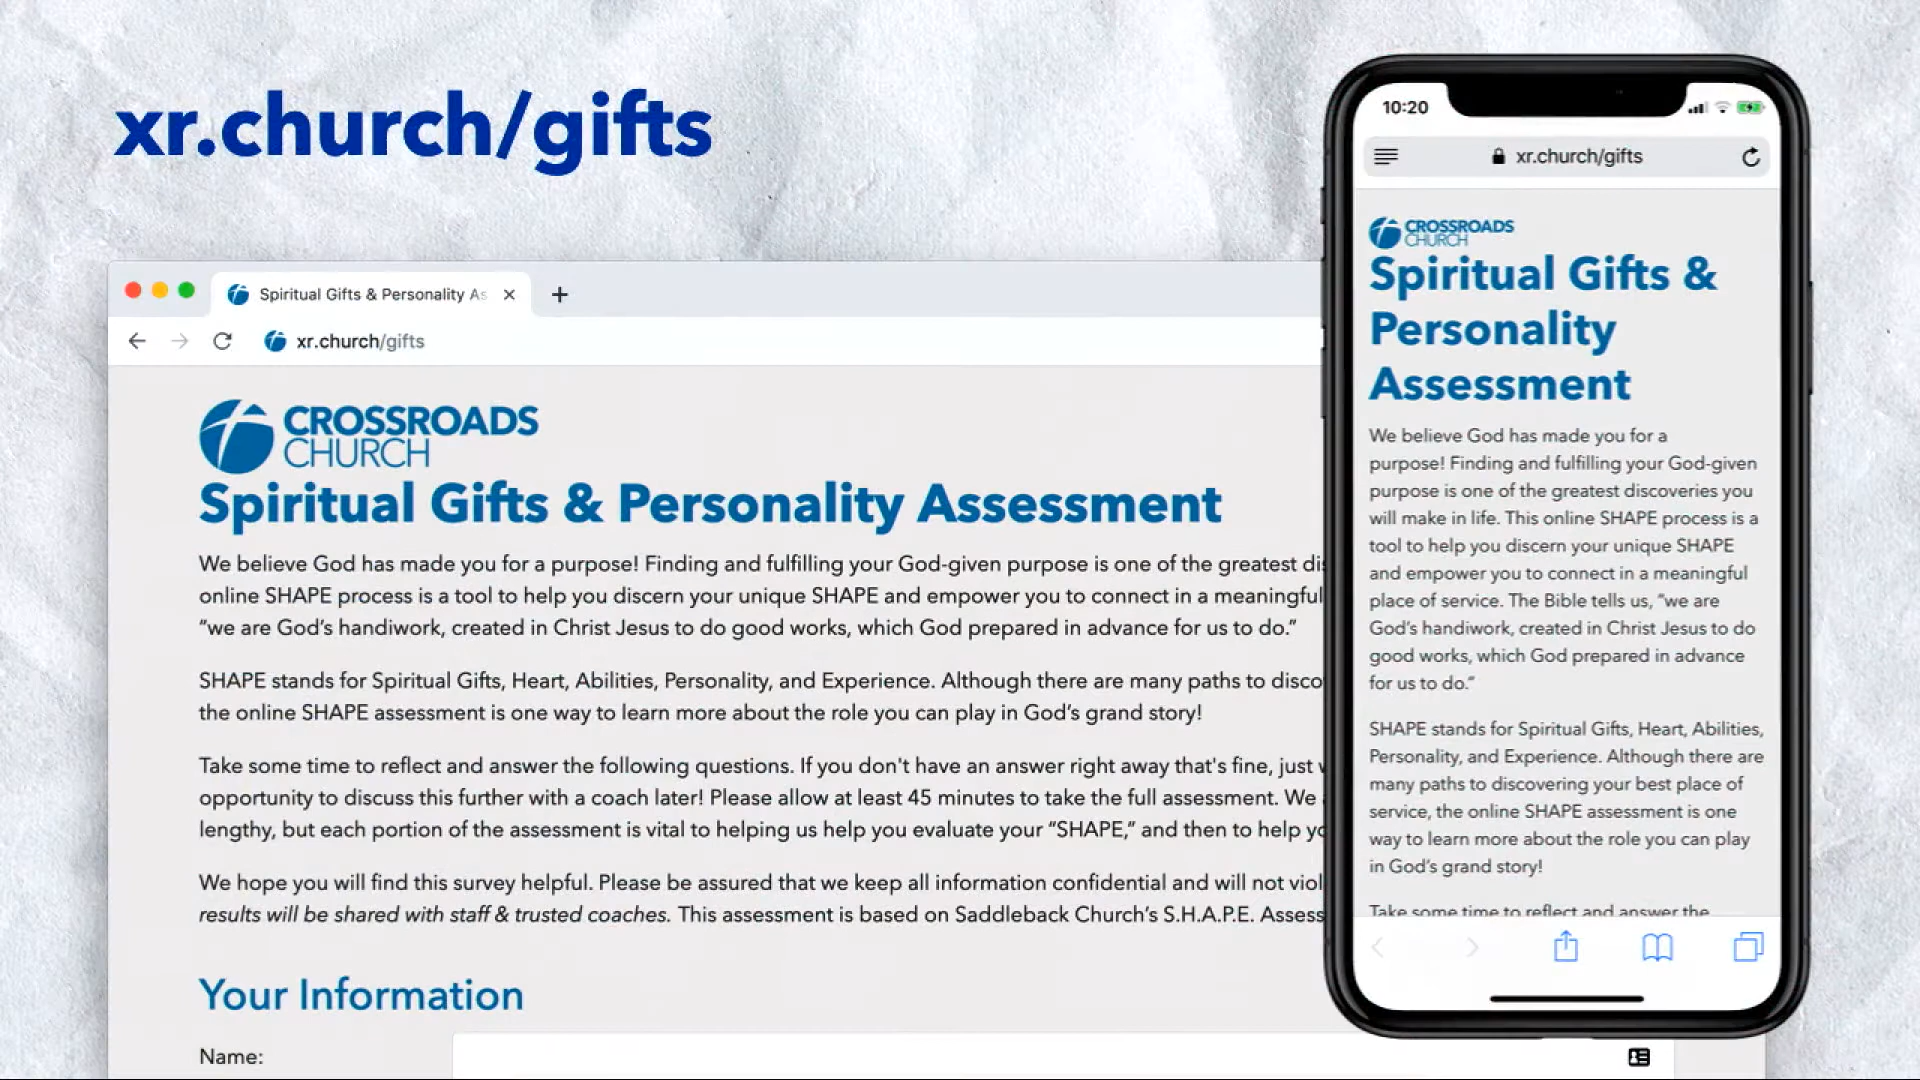 xr.church/gifts
Spiritual Gifts & Personality As
xr.church/gifts
CROSSROADS
CHURCH
Spiritual Gifts & Personality Assessment
We believe God has made you for a purpose! Finding and fulfilling your God-given purpose is one of the greatest
online SHAPE process is a tool to help you discern your unique SHAPE and empower you to connect in a meaningful
“we are God’s handiwork, created in Christ Jesus to do good works, which God prepared in advance for us to do.”
SHAPE stands for Spiritual Gifts, Heart, Abilities, Personality, and Experience. Although there are many paths to
the online SHAPE assessment is one way to learn more about the role you can play in God’s grand story!
Take some time to reflect and answer the following questions. If you don't have an answer right away that's fine, just
opportunity to discuss this further with a coach later! Please allow at least 45 minutes to take the full assessment. We
lengthy, but each portion of the assessment is vital to helping us help you evaluate your “SHAPE,” and then to help
We hope you will find this survey helpful. Please be assured that we keep all information confidential and will not
results will be shared with staff & trusted coaches. This assessment is based on Saddleback Church’s S.H.A.P.E.
Your Information
Name:
10:20
xr.church/gifts
CROSSROADS
CHURCH
Spiritual Gifts &
Personality
Assessment
We believe God has made you for a
purpose! Finding and fulfilling your God-given
purpose is one of the greatest discoveries you
will make in life. This online SHAPE process is a
tool to help you discern your unique SHAPE
and empower you to connect in a meaningful
place of service. The Bible tells us, “we are
God’s handiwork, created in Christ Jesus to do
good works, which God prepared in advance
for us to do.”
SHAPE stands for Spiritual Gifts, Heart, Abilities,
Personality, and Experience. Although there are
many paths to discovering your best place of
service, the online SHAPE assessment is one
way to learn more about the role you can play
in God’s grand story!
Take some time to reflect and answer the